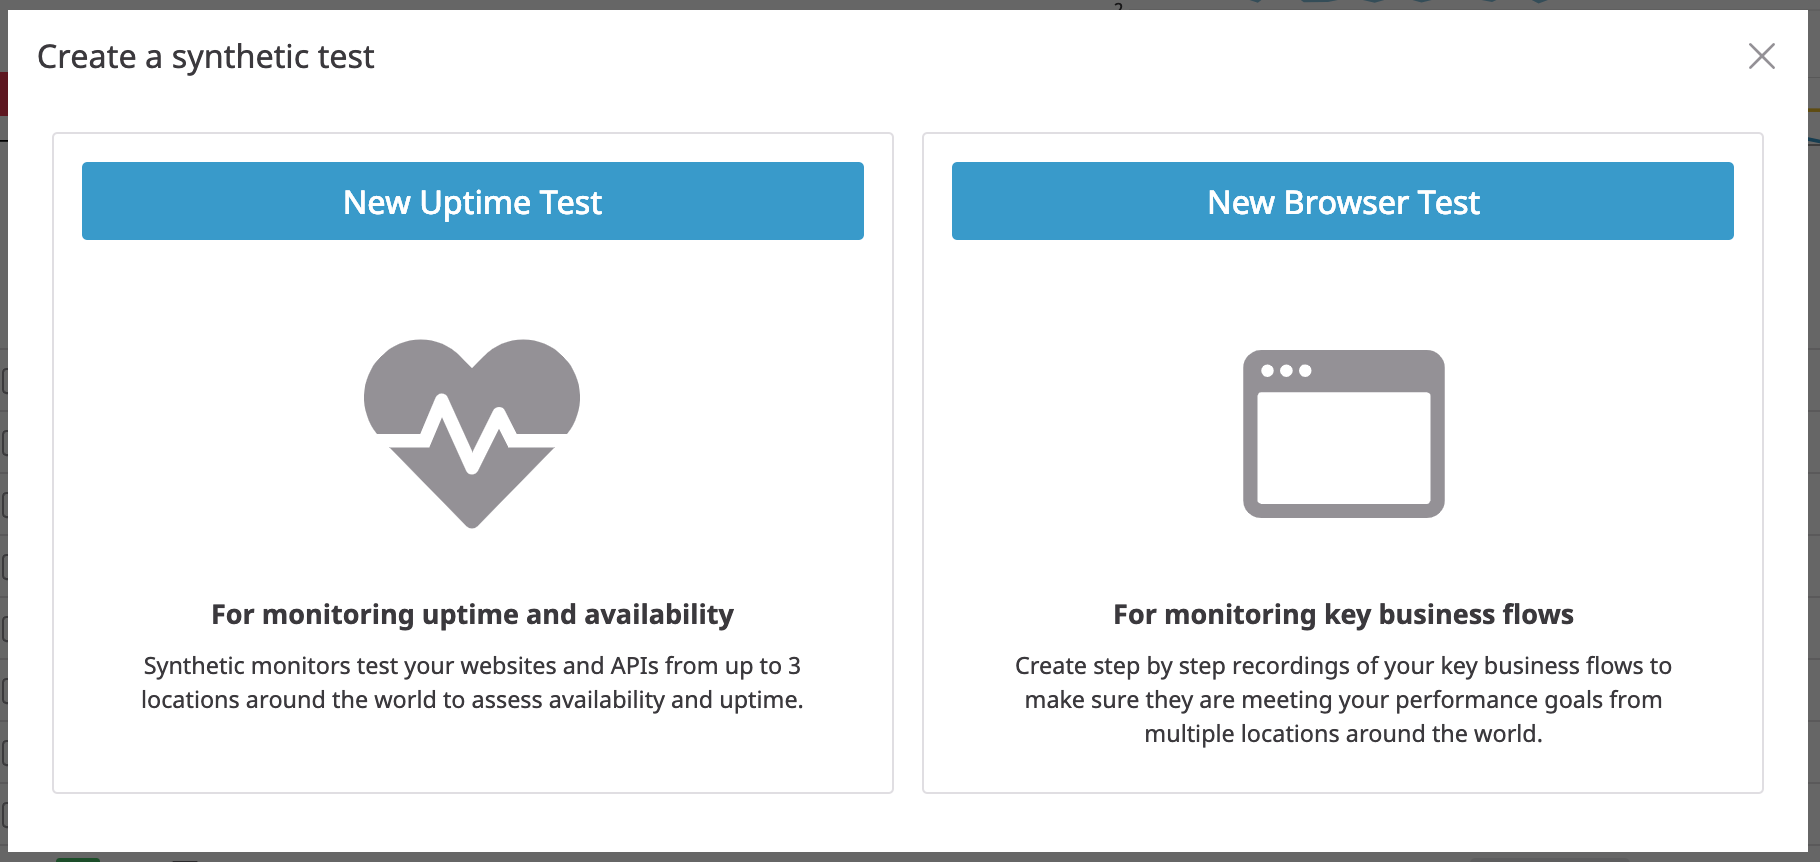 Create a synthetic test
New Uptime Test
For monitoring uptime and availability
Synthetic monitors test your websites and APIs from up to 3
locations around the world to assess availability and uptime.
New Browser Test
For monitoring key business flows
Create step by step recordings of your key business flows to
make sure they are meeting your performance goals from
multiple locations around the world.